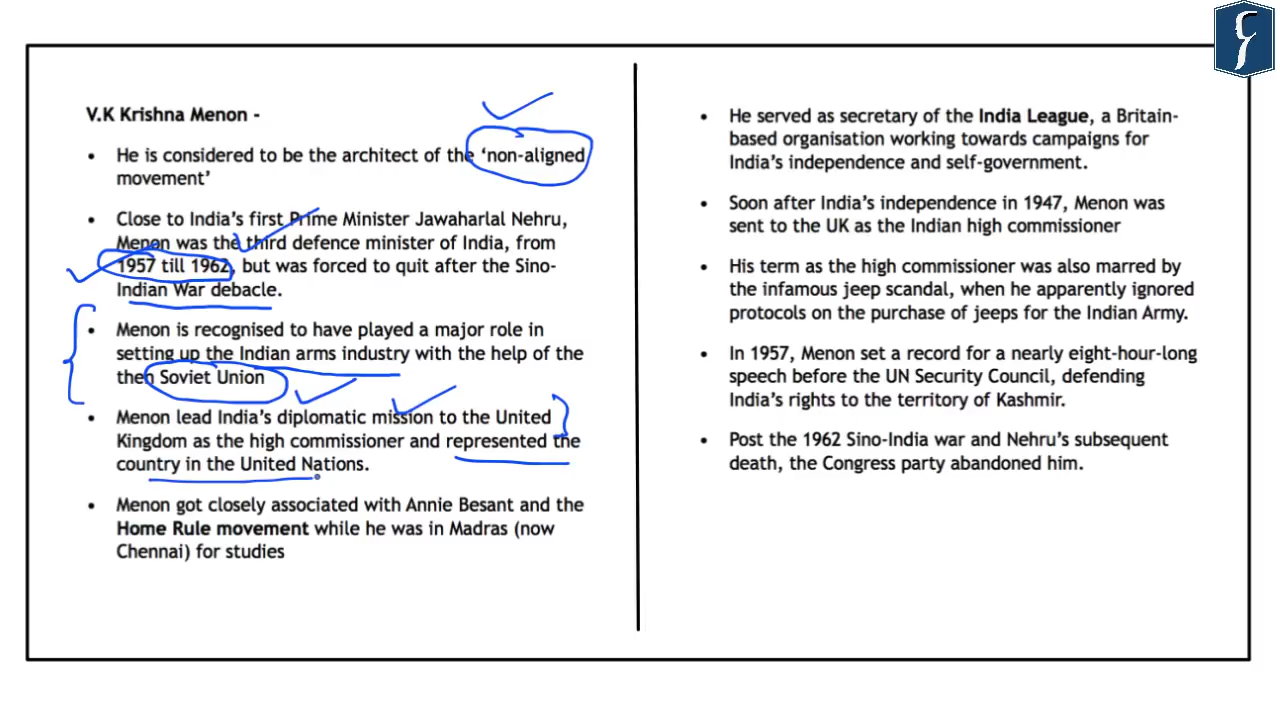 V.K Krishna Menon -
• He is considered to be the architect of the ‘non-aligned
movement’
• Close to India’s first Prime Minister Jawaharlal Nehru,
Menon was the third defence minister of India, from
1957 till 1962, but was forced to quit after the Sino-
Indian War debacle.
• Menon is recognised to have played a major role in
setting up the Indian arms industry with the help of the
then Soviet Union
• Menon lead India’s diplomatic mission to the United
Kingdom as the high commissioner and represented the
country in the United Nations.
• Menon got closely associated with Annie Besant and the
Home Rule movement while he was in Madras (now
Chennai) for studies
• He served as secretary of the India League, a Britain-
based organisation working towards campaigns for
India’s independence and self-government.
• Soon after India’s independence in 1947, Menon was
sent to the UK as the Indian high commissioner
• His term as the high commissioner was also marred by
the infamous jeep scandal, when he apparently ignored
protocols on the purchase of jeeps for the Indian Army.
• In 1957, Menon set a record for a nearly eight-hour-long
speech before the UN Security Council, defending
India’s rights to the territory of Kashmir.
• Post the 1962 Sino-India war and Nehru’s subsequent
death, the Congress party abandoned him.